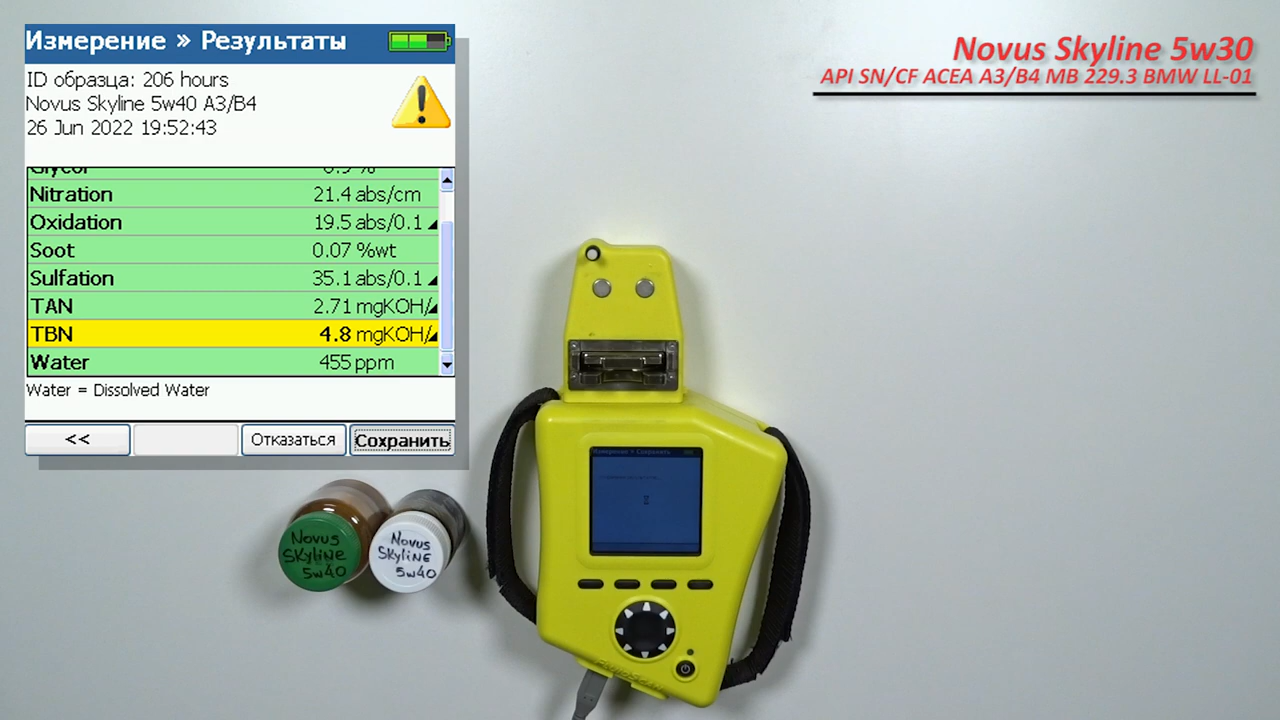 Измерение » Результаты
ID образца: 206 hours
Novus Skyline 5w40 A3/B4
26 Jun 2022 19:52:43
Nitration 21.4 abs/cm
Oxidation 19.5 abs/0.1
Soot 0.07 %wt
Sulfation 35.1 abs/0.1
TAN 2.71 mgKOH/
TBN 4.8 mgKOH/
Water 455 ppm
Water = Dissolved Water
<< Отказаться Сохранить
Novus Skyline 5w30
API SN/CF ACEA A3/B4 MB 229.3 BMW LL-01
Измерение » Сохранить
Novus
Skyline
5w40
Novus
Skyline
5w40